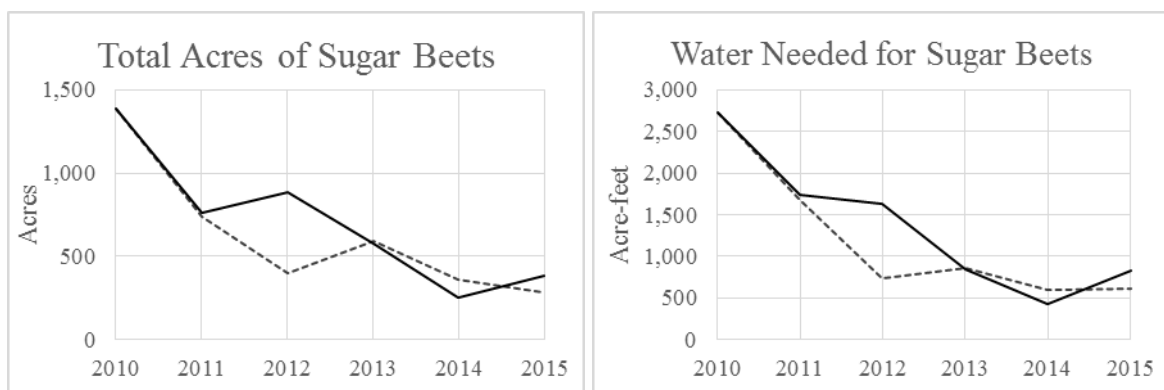 Total Acres of Sugar Beets
1,500
1,000
500
0
Acres
2010 2011 2012 2013 2014 2015
Water Needed for Sugar Beets
3,000
2,500
2,000
1,500
1,000
500
0
Acre-feet
2010 2011 2012 2013 2014 2015